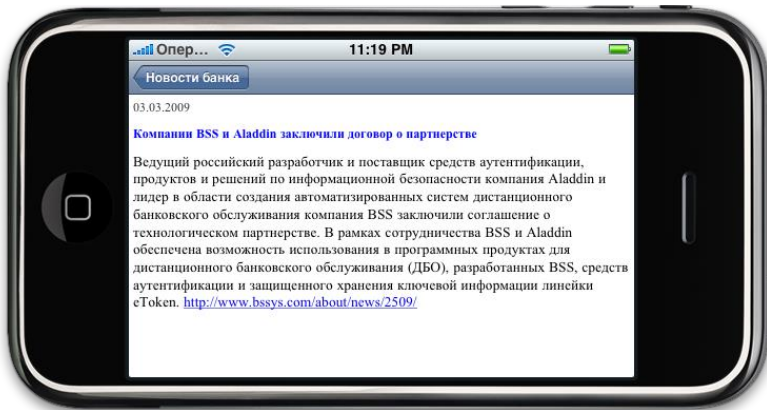 Опер... 11:19 PM
Новости банка
03.03.2009
Компании BSS и Aladdin заключили договор о партнерстве
Ведущий российский разработчик и поставщик средств аутентификации,
продуктов и решений по информационной безопасности компания Aladdin и
лидер в области создания автоматизированных систем дистанционного
банковского обслуживания компания BSS заключили соглашение о
технологическом партнерстве. В рамках сотрудничества BSS и Aladdin
обеспечена возможность использования в программных продуктах для
дистанционного банковского обслуживания (ДБО), разработанных BSS, средств
аутентификации и защищенного хранения ключевой информации линейки
eToken. http://www.bssys.com/about/news/2509/